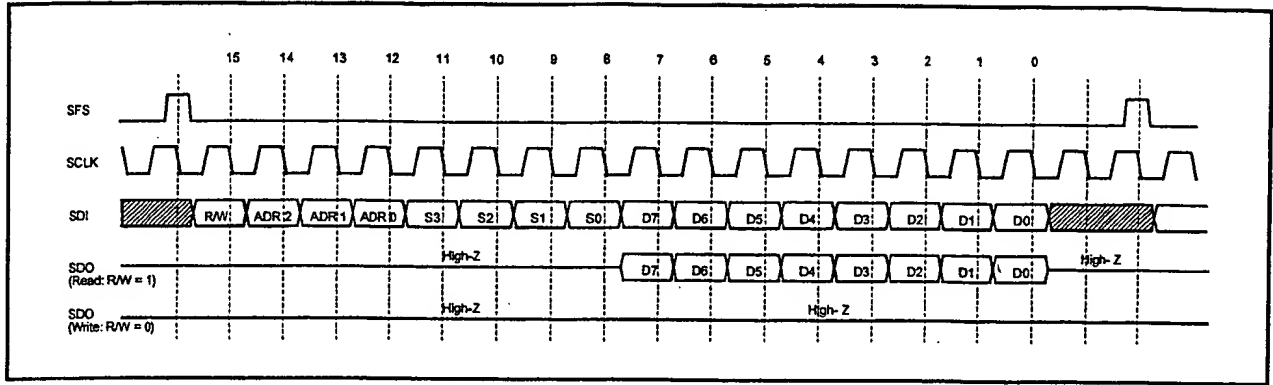 15 14 13 12 11 10 9 8 7 6 5 4 3 2 1 0
SFS
SCLK
SDI R/W ADR 2 ADR 1 ADR 0 S3 S2 S1 S0 D7 D6 D5 D4 D3 D2 D1 D0
High-Z High-Z
SDO D7 D6 D5 D4 D3 D2 D1 D0
(Read: R/W = 1)
High-Z High-Z
SDO
(Write: R/W = 0)